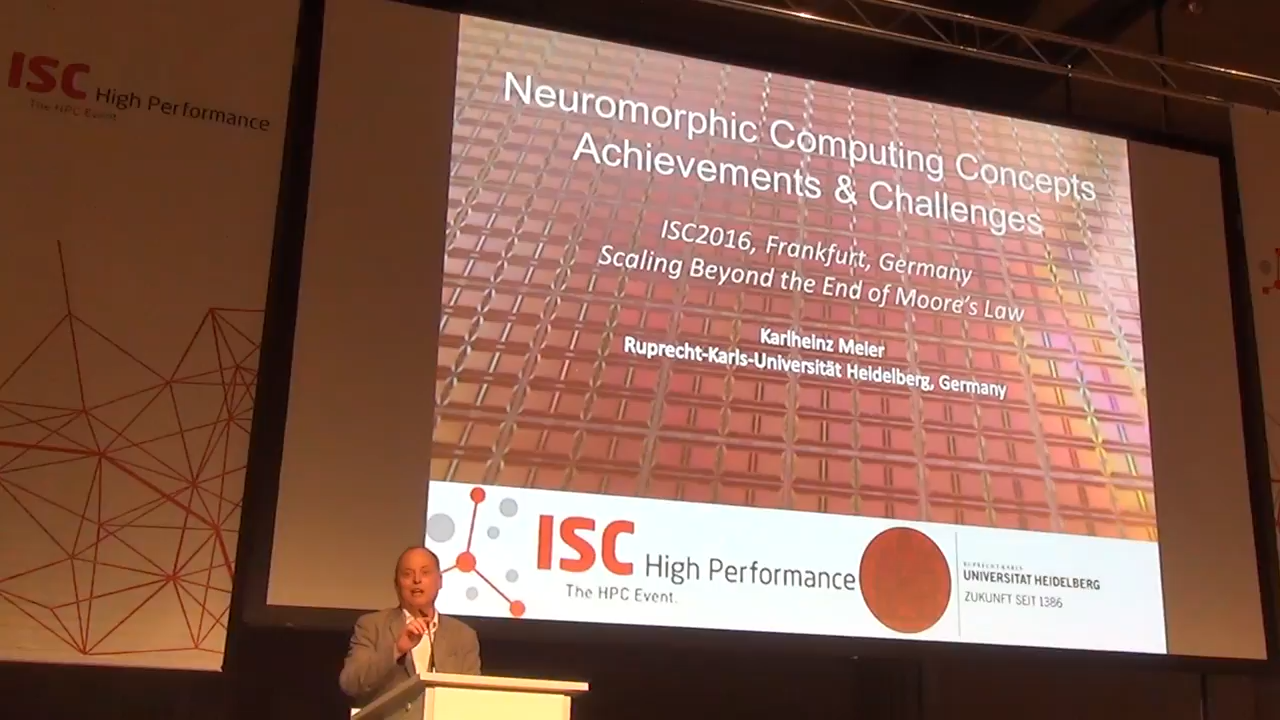 ISC High Performance
The HPC Event.
Neuromorphic Computing Concepts
Achievements & Challenges
ISC2016, Frankfurt, Germany
Scaling Beyond the End of Moore's Law
Karlheinz Meier
Ruprecht-Karls-Universität Heidelberg, Germany
ISC High Performance
The HPC Event.
RUPRECHT-KARLS-
UNIVERSITÄT HEIDELBERG
ZUKUNFT SEIT 1386